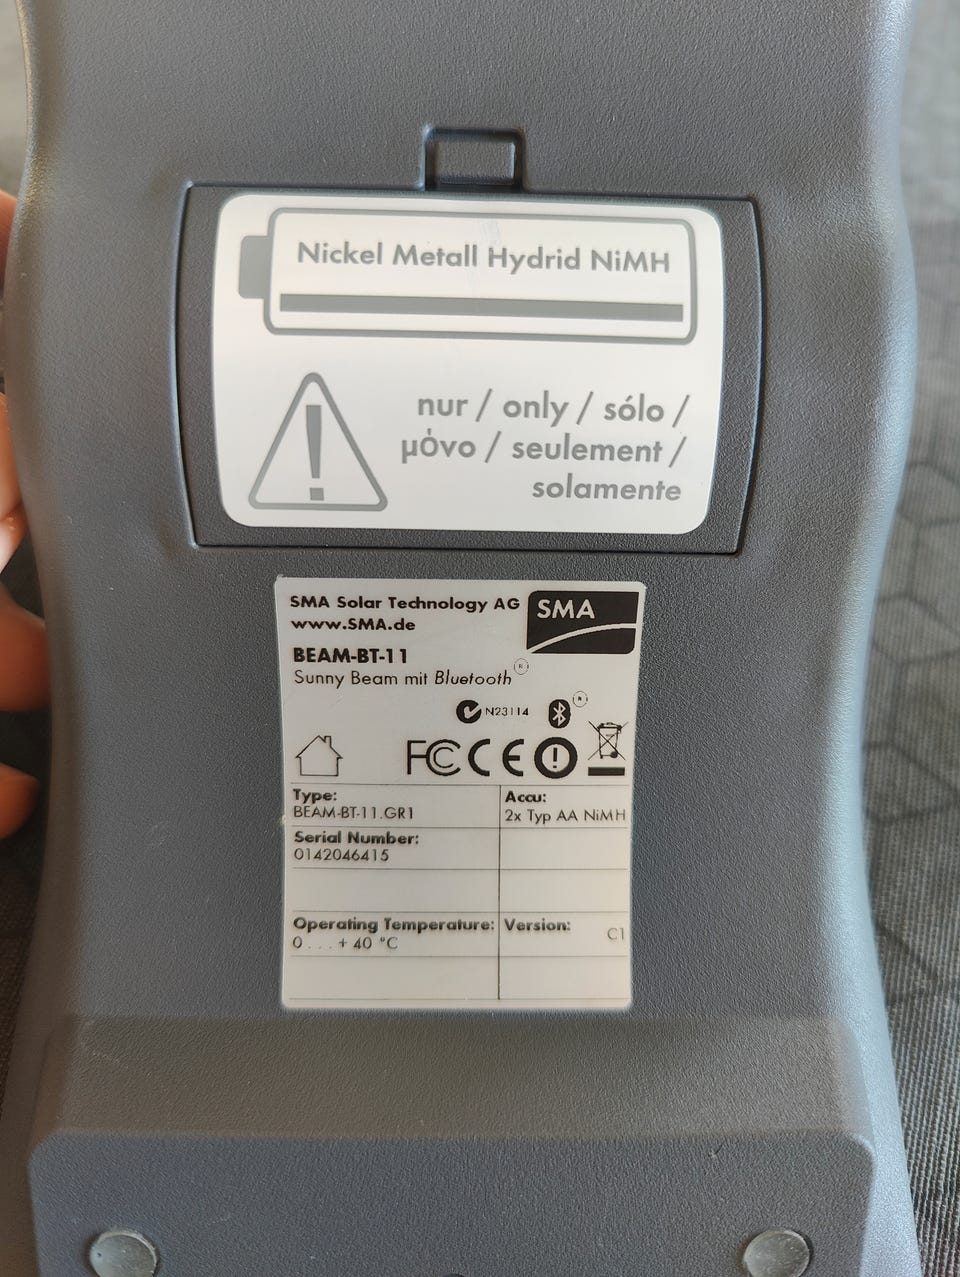 Nickel Metall Hydrid NiMH
nur / only / sólo /
μόνο / seulement /
solamente
SMA Solar Technology AG
www.SMA.de
SMA
BEAM-BT-11
Sunny Beam mit Bluetooth®
N23114
®
FC CE
Type:
BEAM-BT-11.GR1
Accu:
2x Typ AA NiMH
Serial Number:
0142046415
Operating Temperature:
0 . . . + 40 °C
Version:
C1